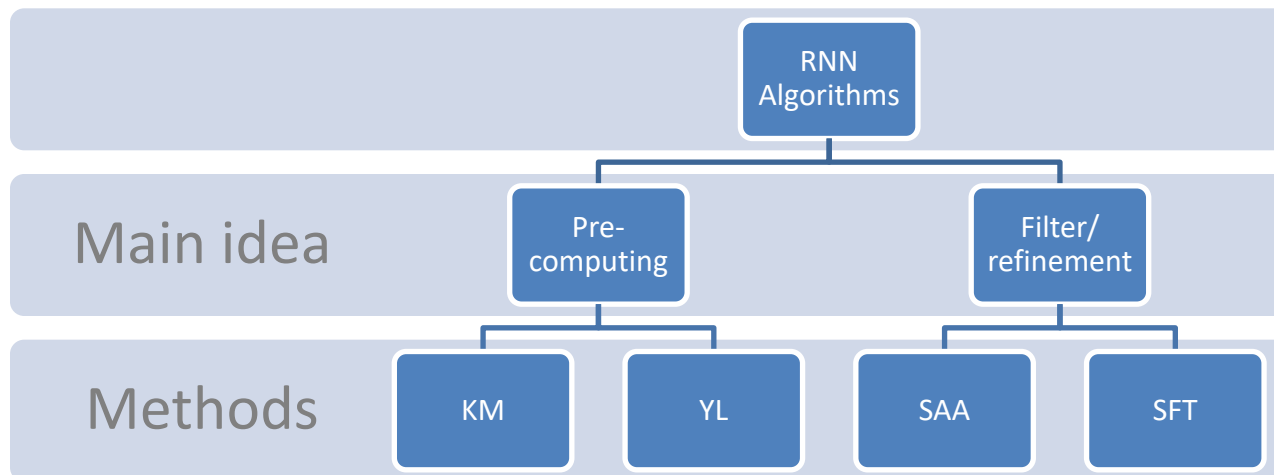 RNN
Algorithms
Main idea
Pre-
computing
Filter/
refinement
Methods
KM
YL
SAA
SFT